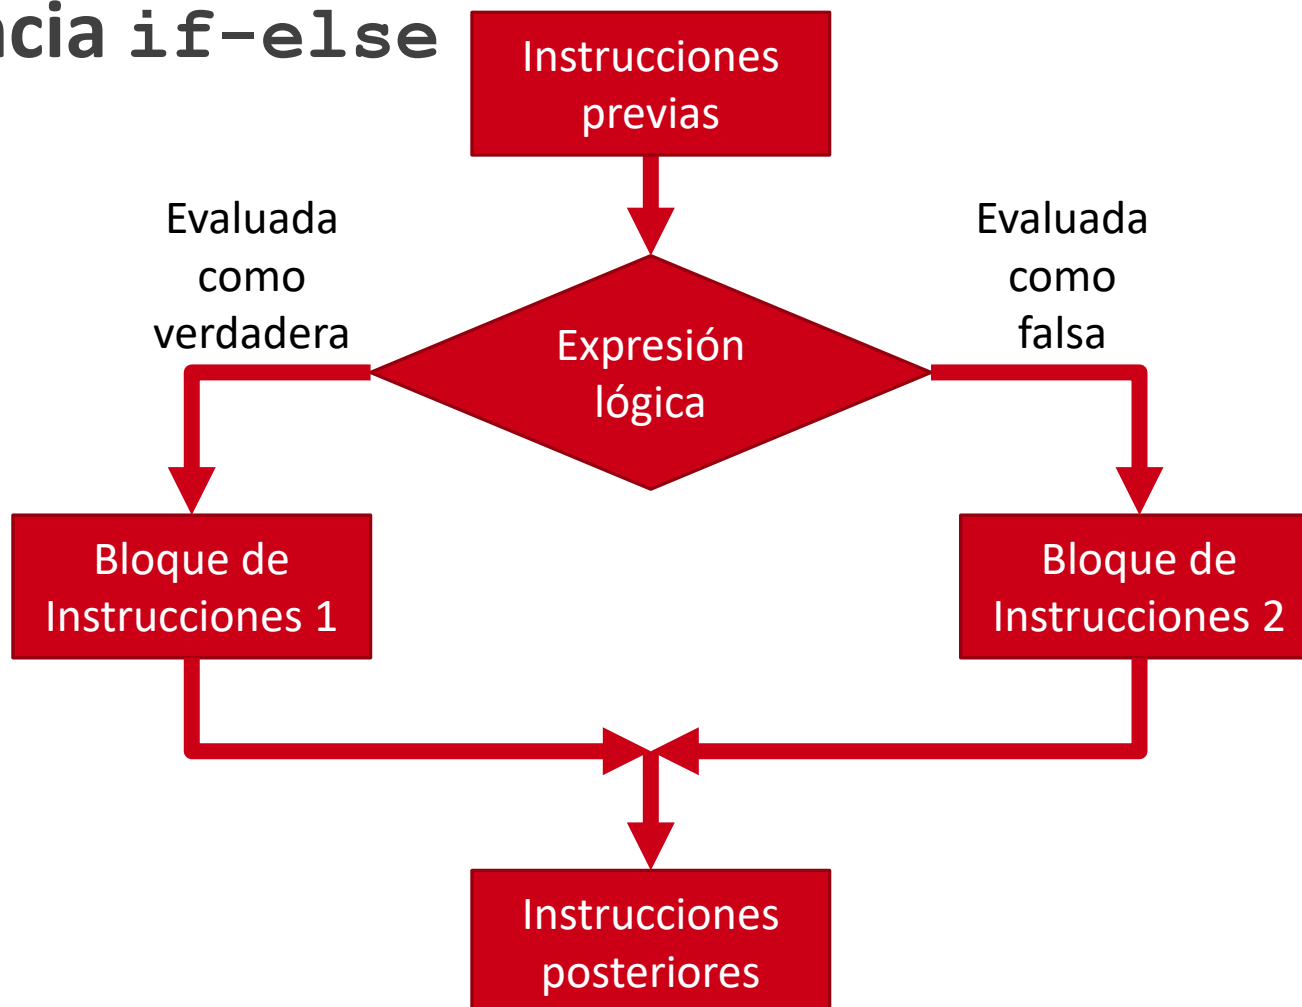 ncia if-else
Instrucciones
previas
Evaluada
como
verdadera
Evaluada
como
falsa
Expresión
lógica
Bloque de
Instrucciones 1
Bloque de
Instrucciones 2
Instrucciones
posteriores